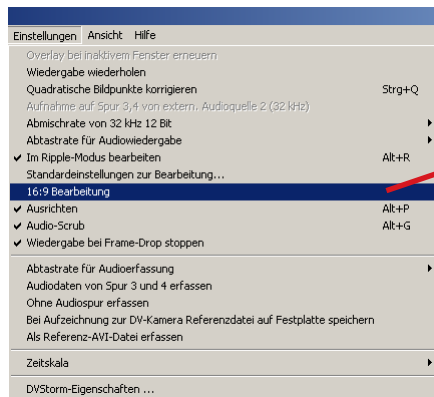 Einstellungen Ansicht Hilfe
Overlay bei inaktivem Fenster erneuern
Wiedergabe wiederholen
Quadratische Bildpunkte korrigieren Strg+Q
Aufnahme auf Spur 3,4 von extern. Audioquelle 2 (32 kHz)
Abmischrate von 32 kHz 12 Bit
Abtastrate für Audiowiedergabe
Im Ripple-Modus bearbeiten Alt+R
Standardeinstellungen zur Bearbeitung...
16:9 Bearbeitung
Ausrichten Alt+P
Audio-Scrub Alt+G
Wiedergabe bei Frame-Drop stoppen
Abtastrate für Audioerfassung
Audiodaten von Spur 3 und 4 erfassen
Ohne Audiospur erfassen
Bei Aufzeichnung zur DV-Kamera Referenzdatei auf Festplatte speichern
Als Referenz-AVI-Datei erfassen
Zeitskala
DVStorm-Eigenschaften ...